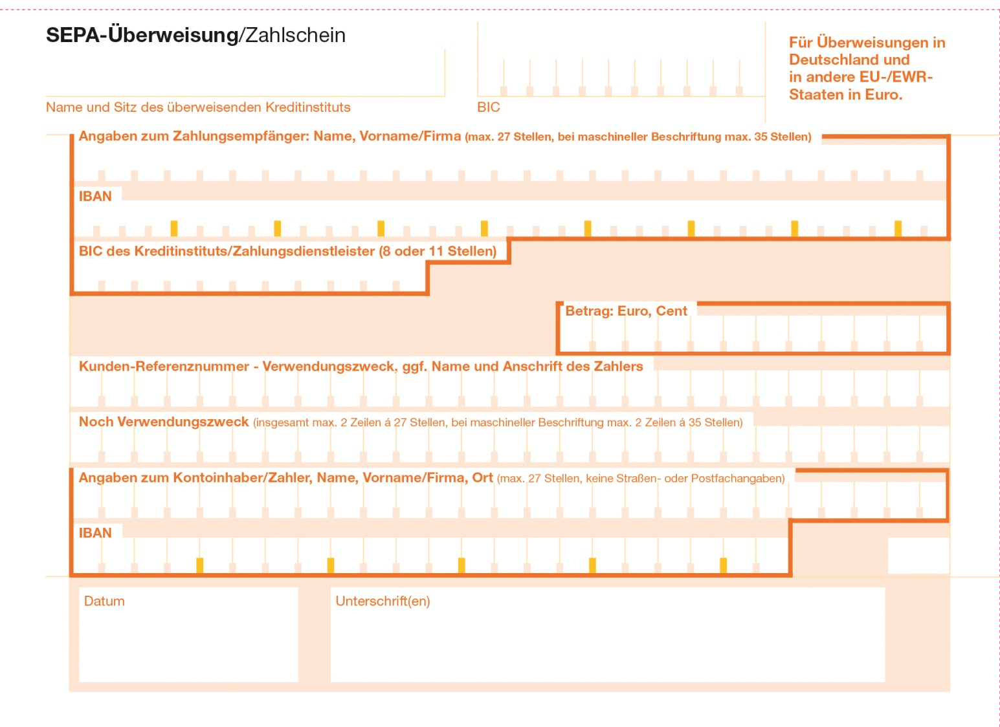 SEPA-Überweisung/Zahlschein
Für Überweisungen in
Deutschland und
in andere EU-/EWR-
Staaten in Euro.
Name und Sitz des überweisenden Kreditinstituts
BIC
Angaben zum Zahlungsempfänger: Name, Vorname/Firma (max. 27 Stellen, bei maschineller Beschriftung max. 35 Stellen)
IBAN
BIC des Kreditinstituts/Zahlungsdienstleister (8 oder 11 Stellen)
Betrag: Euro, Cent
Kunden-Referenznummer - Verwendungszweck, ggf. Name und Anschrift des Zahlers
Noch Verwendungszweck (insgesamt max. 2 Zeilen á 27 Stellen, bei maschineller Beschriftung max. 2 Zeilen á 35 Stellen)
Angaben zum Kontoinhaber/Zahler, Name, Vorname/Firma, Ort (max. 27 Stellen, keine Straßen- oder Postfachangaben)
IBAN
Datum
Unterschrift(en)